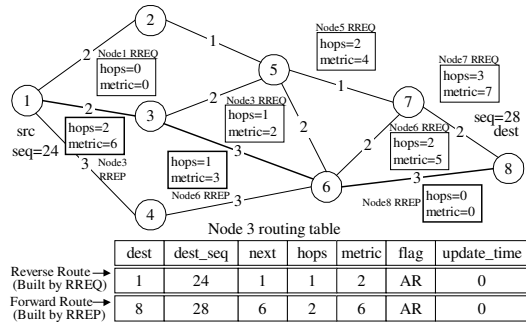 2
Node5 RREQ
hops=2
metric=4
1
Node1 RREQ
hops=0
metric=0
2
Node7 RREQ
hops=3
metric=7
5
Node3 RREQ
hops=1
metric=2
1
2
7
seq=28
dest
1
2
3
src
seq=24
hops=2
metric=6
Node3
RREP
3
2
2
Node6 RREQ
hops=2
metric=5
2
8
hops=1
metric=3
Node6 RREP
3
6
3
Node8 RREP
hops=0
metric=0
4
3
Node 3 routing table
dest dest_seq next hops metric flag update_time
Reverse Route
(Built by RREQ)
1 24 1 1 2 AR 0
Forward Route
(Built by RREP)
8 28 6 2 6 AR 0